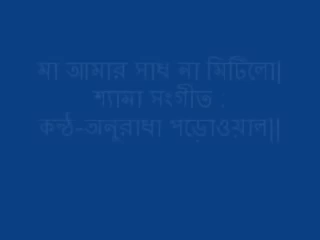 মা আমার সাধ না মিটিলো||
শ্যামা সংগীত .
কন্ঠ-অনুরাধা পড়োওয়াল||